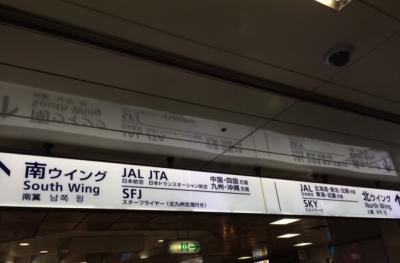 南ウイング
South Wing
南翼 남쪽 윙
JAL JTA
日本航空 日本トランスオーシャン航空
SFJ
スターフライヤー（北九州空港行き）
中国・四国方面
九州・沖縄方面
JAL 北海道・東北・北陸方面
日本航空 東海・近畿方面
SKY
スカイマーク
北ウイング
North Wing